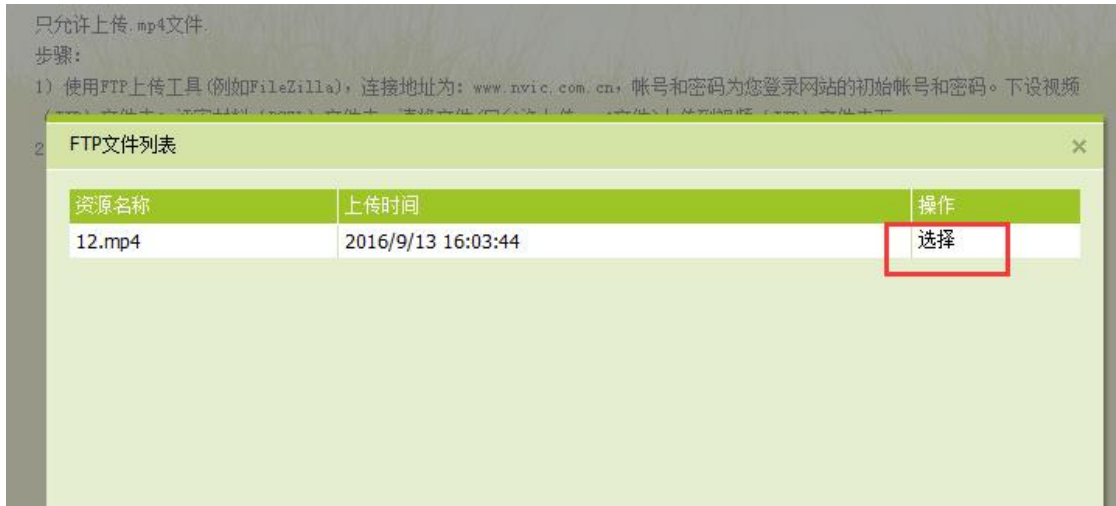 只允许上传.mp4文件.
步骤：
1) 使用FTP上传工具(例如FileZilla)，连接地址为：www.nvic.com.cn，帐号和密码为您登录网站的初始帐号和密码。下设视频
2
FTP文件列表
×
资源名称 上传时间 操作
12.mp4 2016/9/13 16:03:44 选择